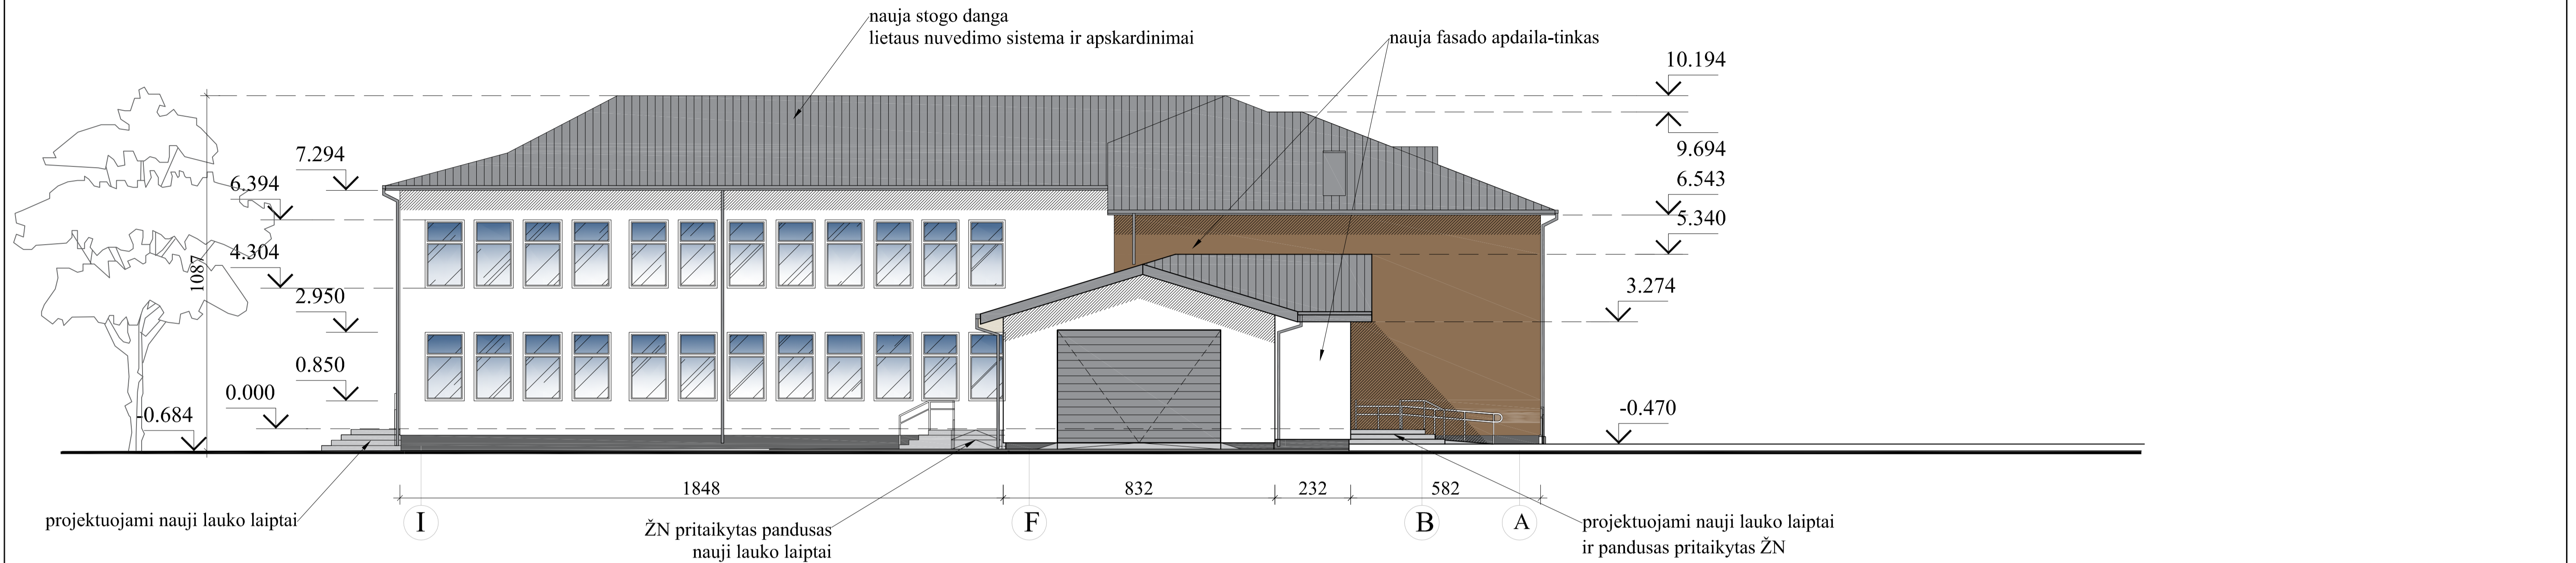 nauja stogo danga
lietaus nuvedimo sistema ir apskardinimai
nauja fasado apdaila-tinkas
10.194
9.694
6.543
5.340
3.274
-0.470
7.294
6.394
4.304
1087
2.950
0.850
0.000
-0.684
1848
832
232
582
I
F
B
A
projektuojami nauji lauko laiptai
ŽN pritaikytas pandusas
nauji lauko laiptai
projektuojami nauji lauko laiptai
ir pandusas pritaikytas ŽN